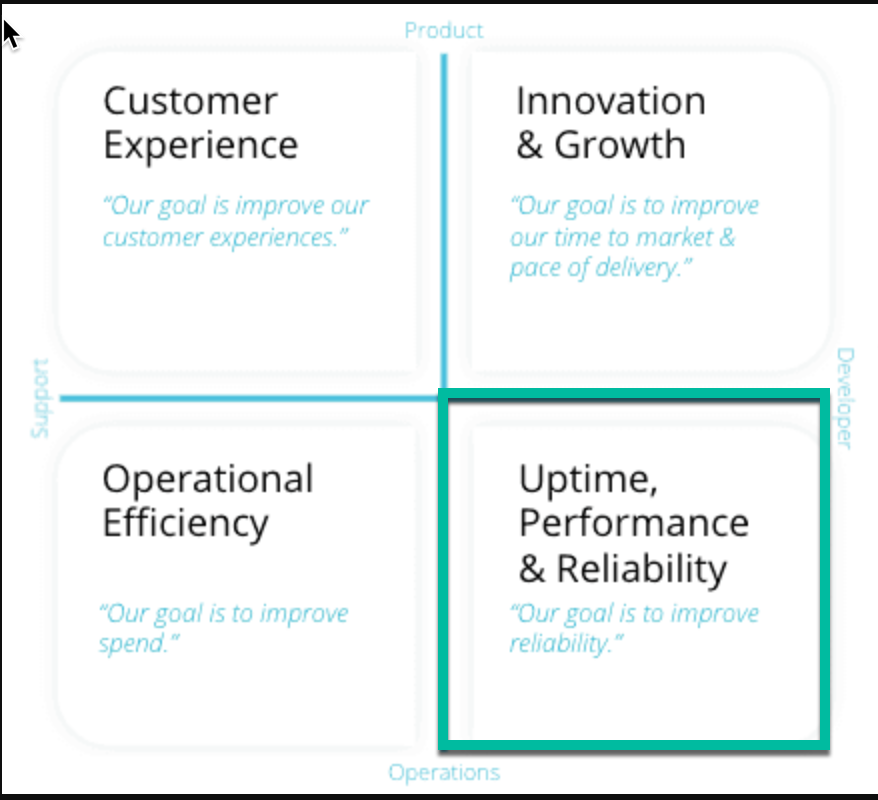 Product
Customer
Experience
“Our goal is improve our
customer experiences.”
Innovation
& Growth
“Our goal is to improve
our time to market &
pace of delivery.”
Support
Developer
Operational
Efficiency
“Our goal is to improve
spend.”
Uptime,
Performance
& Reliability
“Our goal is to improve
reliability.”
Operations